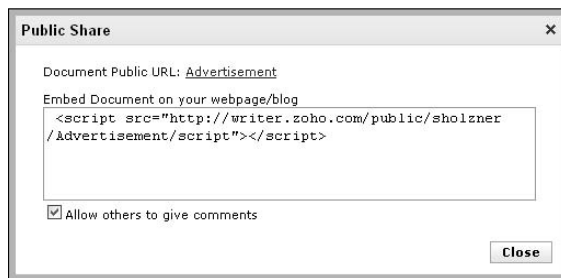 Public Share
Document Public URL: Advertisement
Embed Document on your webpage/blog
<script src="http://writer.zoho.com/public/sholzner
/Advertisement/script"></script>
Allow others to give comments
Close